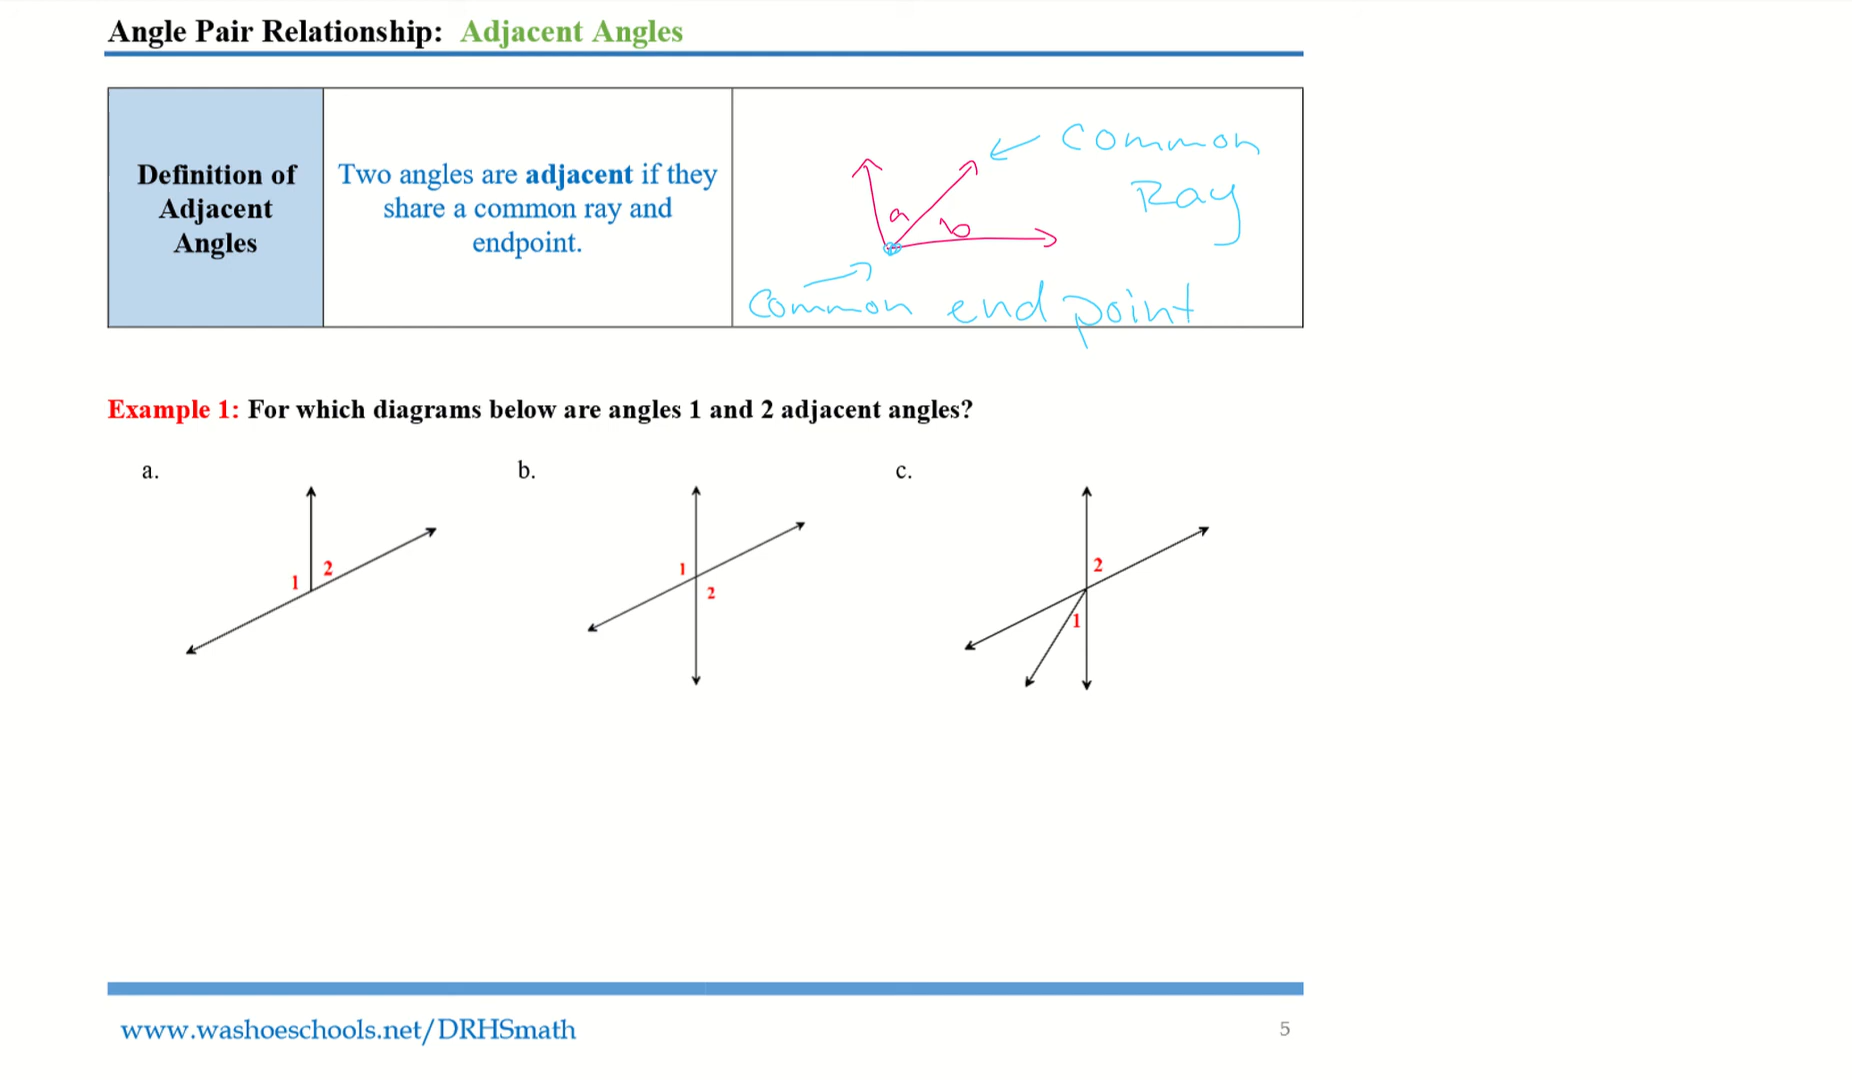 Angle Pair Relationship: Adjacent Angles
Definition of
Adjacent
Angles
Two angles are adjacent if they
share a common ray and
endpoint.
Common
Ray
a
b
Common end point
Example 1: For which diagrams below are angles 1 and 2 adjacent angles?
a.
b.
c.
1
2
1
2
2
1
www.washoeschools.net/DRHSmath
5